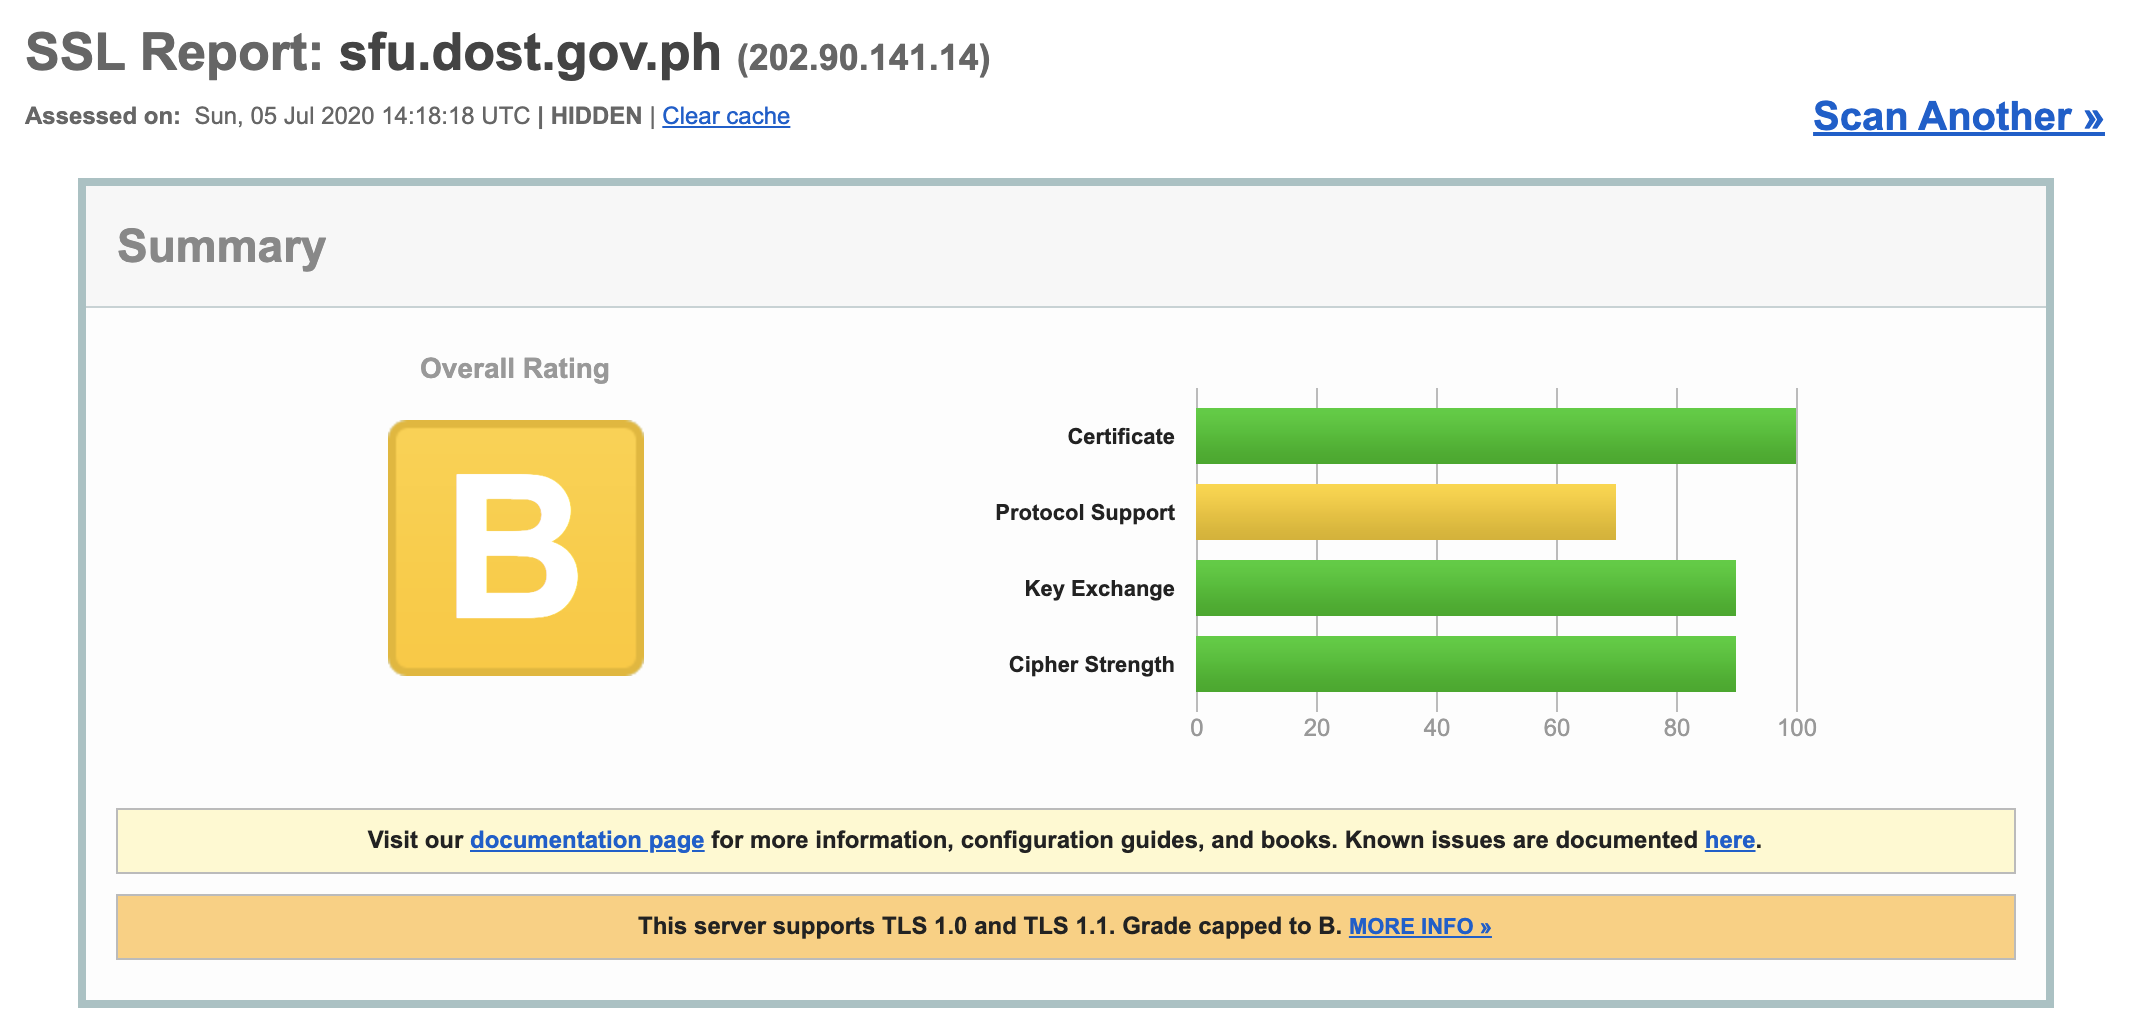 SSL Report: sfu.dost.gov.ph (202.90.141.14)
Assessed on: Sun, 05 Jul 2020 14:18:18 UTC | HIDDEN | Clear cache
Scan Another »
Summary
Overall Rating
B
Certificate
Protocol Support
Key Exchange
Cipher Strength
0 20 40 60 80 100
Visit our documentation page for more information, configuration guides, and books. Known issues are documented here.
This server supports TLS 1.0 and TLS 1.1. Grade capped to B. MORE INFO »